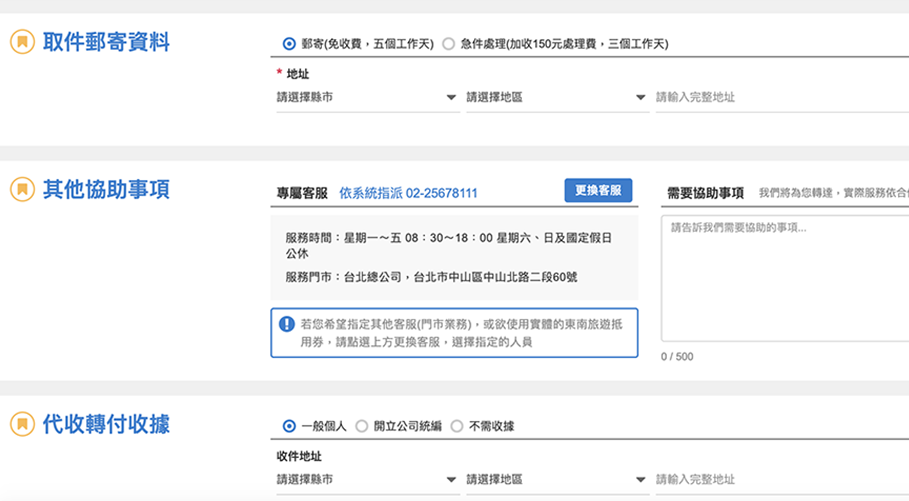 取件郵寄資料
郵寄(免收費，五個工作天) 急件處理(加收150元處理費，三個工作天)
* 地址
請選擇縣市 請選擇地區 請輸入完整地址
其他協助事項
專屬客服 依系統指派 02-25678111 更換客服
服務時間：星期一～五 08：30～18：00 星期六、日及國定假日
公休
服務門市：台北總公司，台北市中山區中山北路二段60號
若您希望指定其他客服(門市業務)，或欲使用實體的東南旅遊抵
用券，請點選上方更換客服，選擇指定的人員
需要協助事項 我們將為您轉達，實際服務依合
請告訴我們需要協助的事項...
0 / 500
代收轉付收據
一般個人 開立公司統編 不需收據
收件地址
請選擇縣市 請選擇地區 請輸入完整地址